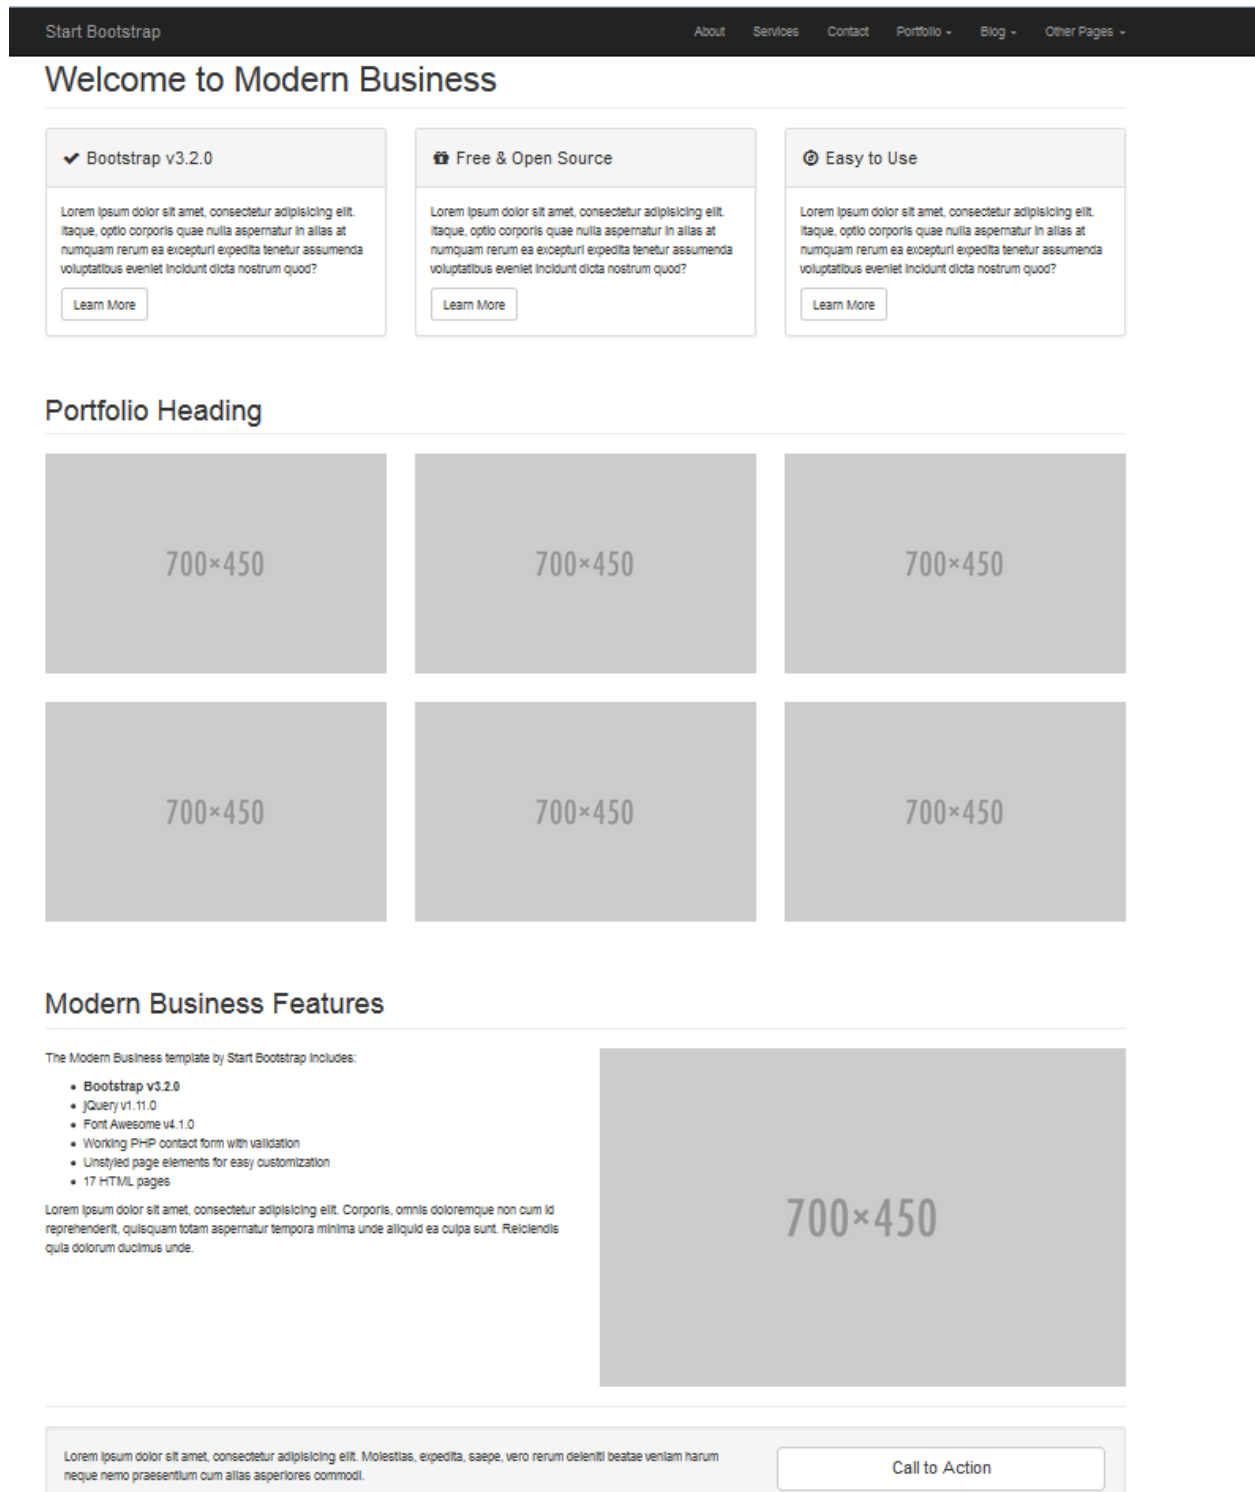 Start Bootstrap
About Services Contact Portfolio Blog Other Pages
Welcome to Modern Business
Bootstrap v3.2.0
Lorem ipsum dolor sit amet, consectetur adipisicing elit.
Itaque, optio corporis quae nulla aspernatur in alias at
numquam rerum ea excepturi expedita tenetur assumenda
voluptatibus eveniet incidunt dicta nostrum quod?
Learn More
Free & Open Source
Lorem ipsum dolor sit amet, consectetur adipisicing elit.
Itaque, optio corporis quae nulla aspernatur in alias at
numquam rerum ea excepturi expedita tenetur assumenda
voluptatibus eveniet incidunt dicta nostrum quod?
Learn More
Easy to Use
Lorem ipsum dolor sit amet, consectetur adipisicing elit.
Itaque, optio corporis quae nulla aspernatur in alias at
numquam rerum ea excepturi expedita tenetur assumenda
voluptatibus eveniet incidunt dicta nostrum quod?
Learn More
Portfolio Heading
700×450
700×450
700×450
700×450
700×450
700×450
Modern Business Features
The Modern Business template by Start Bootstrap includes:
• Bootstrap v3.2.0
• jQuery v1.11.0
• Font Awesome v4.1.0
• Working PHP contact form with validation
• Unstyled page elements for easy customization
• 17 HTML pages
Lorem ipsum dolor sit amet, consectetur adipisicing elit. Corporis, omnis doloremque non cum id
reprehenderit, quisquam totam aspernatur tempora minima unde aliquid ea culpa sunt. Reiciendis
quia dolorum ducimus unde.
700×450
Lorem ipsum dolor sit amet, consectetur adipisicing elit. Molestias, expedita, saepe, vero rerum deleniti beatae veniam harum
neque nemo praesentium cum alias asperiores commodi.
Call to Action